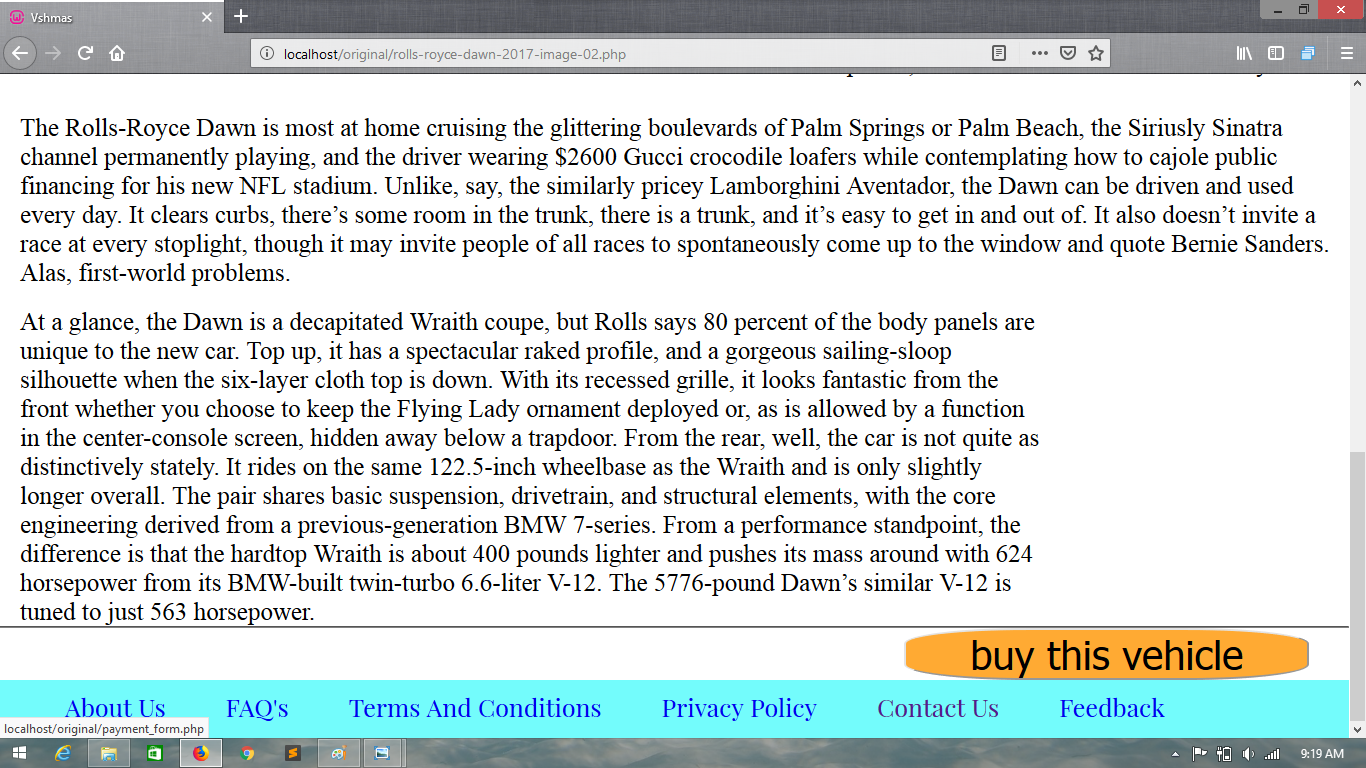 Vshmas
localhost/original/rolls-royce-dawn-2017-image-02.php
The Rolls-Royce Dawn is most at home cruising the glittering boulevards of Palm Springs or Palm Beach, the Siriusly Sinatra
channel permanently playing, and the driver wearing $2600 Gucci crocodile loafers while contemplating how to cajole public
financing for his new NFL stadium. Unlike, say, the similarly pricey Lamborghini Aventador, the Dawn can be driven and used
every day. It clears curbs, there’s some room in the trunk, there is a trunk, and it’s easy to get in and out of. It also doesn’t invite a
race at every stoplight, though it may invite people of all races to spontaneously come up to the window and quote Bernie Sanders.
Alas, first-world problems.
At a glance, the Dawn is a decapitated Wraith coupe, but Rolls says 80 percent of the body panels are
unique to the new car. Top up, it has a spectacular raked profile, and a gorgeous sailing-sloop
silhouette when the six-layer cloth top is down. With its recessed grille, it looks fantastic from the
front whether you choose to keep the Flying Lady ornament deployed or, as is allowed by a function
in the center-console screen, hidden away below a trapdoor. From the rear, well, the car is not quite as
distinctively stately. It rides on the same 122.5-inch wheelbase as the Wraith and is only slightly
longer overall. The pair shares basic suspension, drivetrain, and structural elements, with the core
engineering derived from a previous-generation BMW 7-series. From a performance standpoint, the
difference is that the hardtop Wraith is about 400 pounds lighter and pushes its mass around with 624
horsepower from its BMW-built twin-turbo 6.6-liter V-12. The 5776-pound Dawn’s similar V-12 is
tuned to just 563 horsepower.
buy this vehicle
About Us FAQ's Terms And Conditions Privacy Policy Contact Us Feedback
localhost/original/payment_form.php
9:19 AM